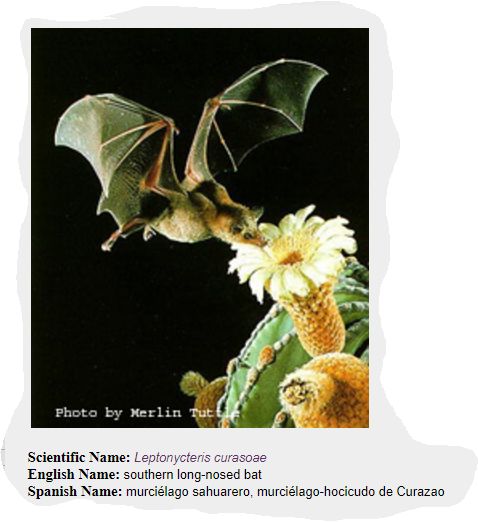 Photo by Merlin Tuttle
Scientific Name: Leptonycteris curasoae
English Name: southern long-nosed bat
Spanish Name: murciélago sahuarero, murciélago-hocicudo de Curazao